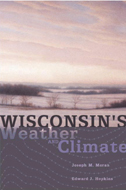 WISCONSIN'S
Weather
AND
Climate
Joseph M. Moran
Edward J. Hopkins